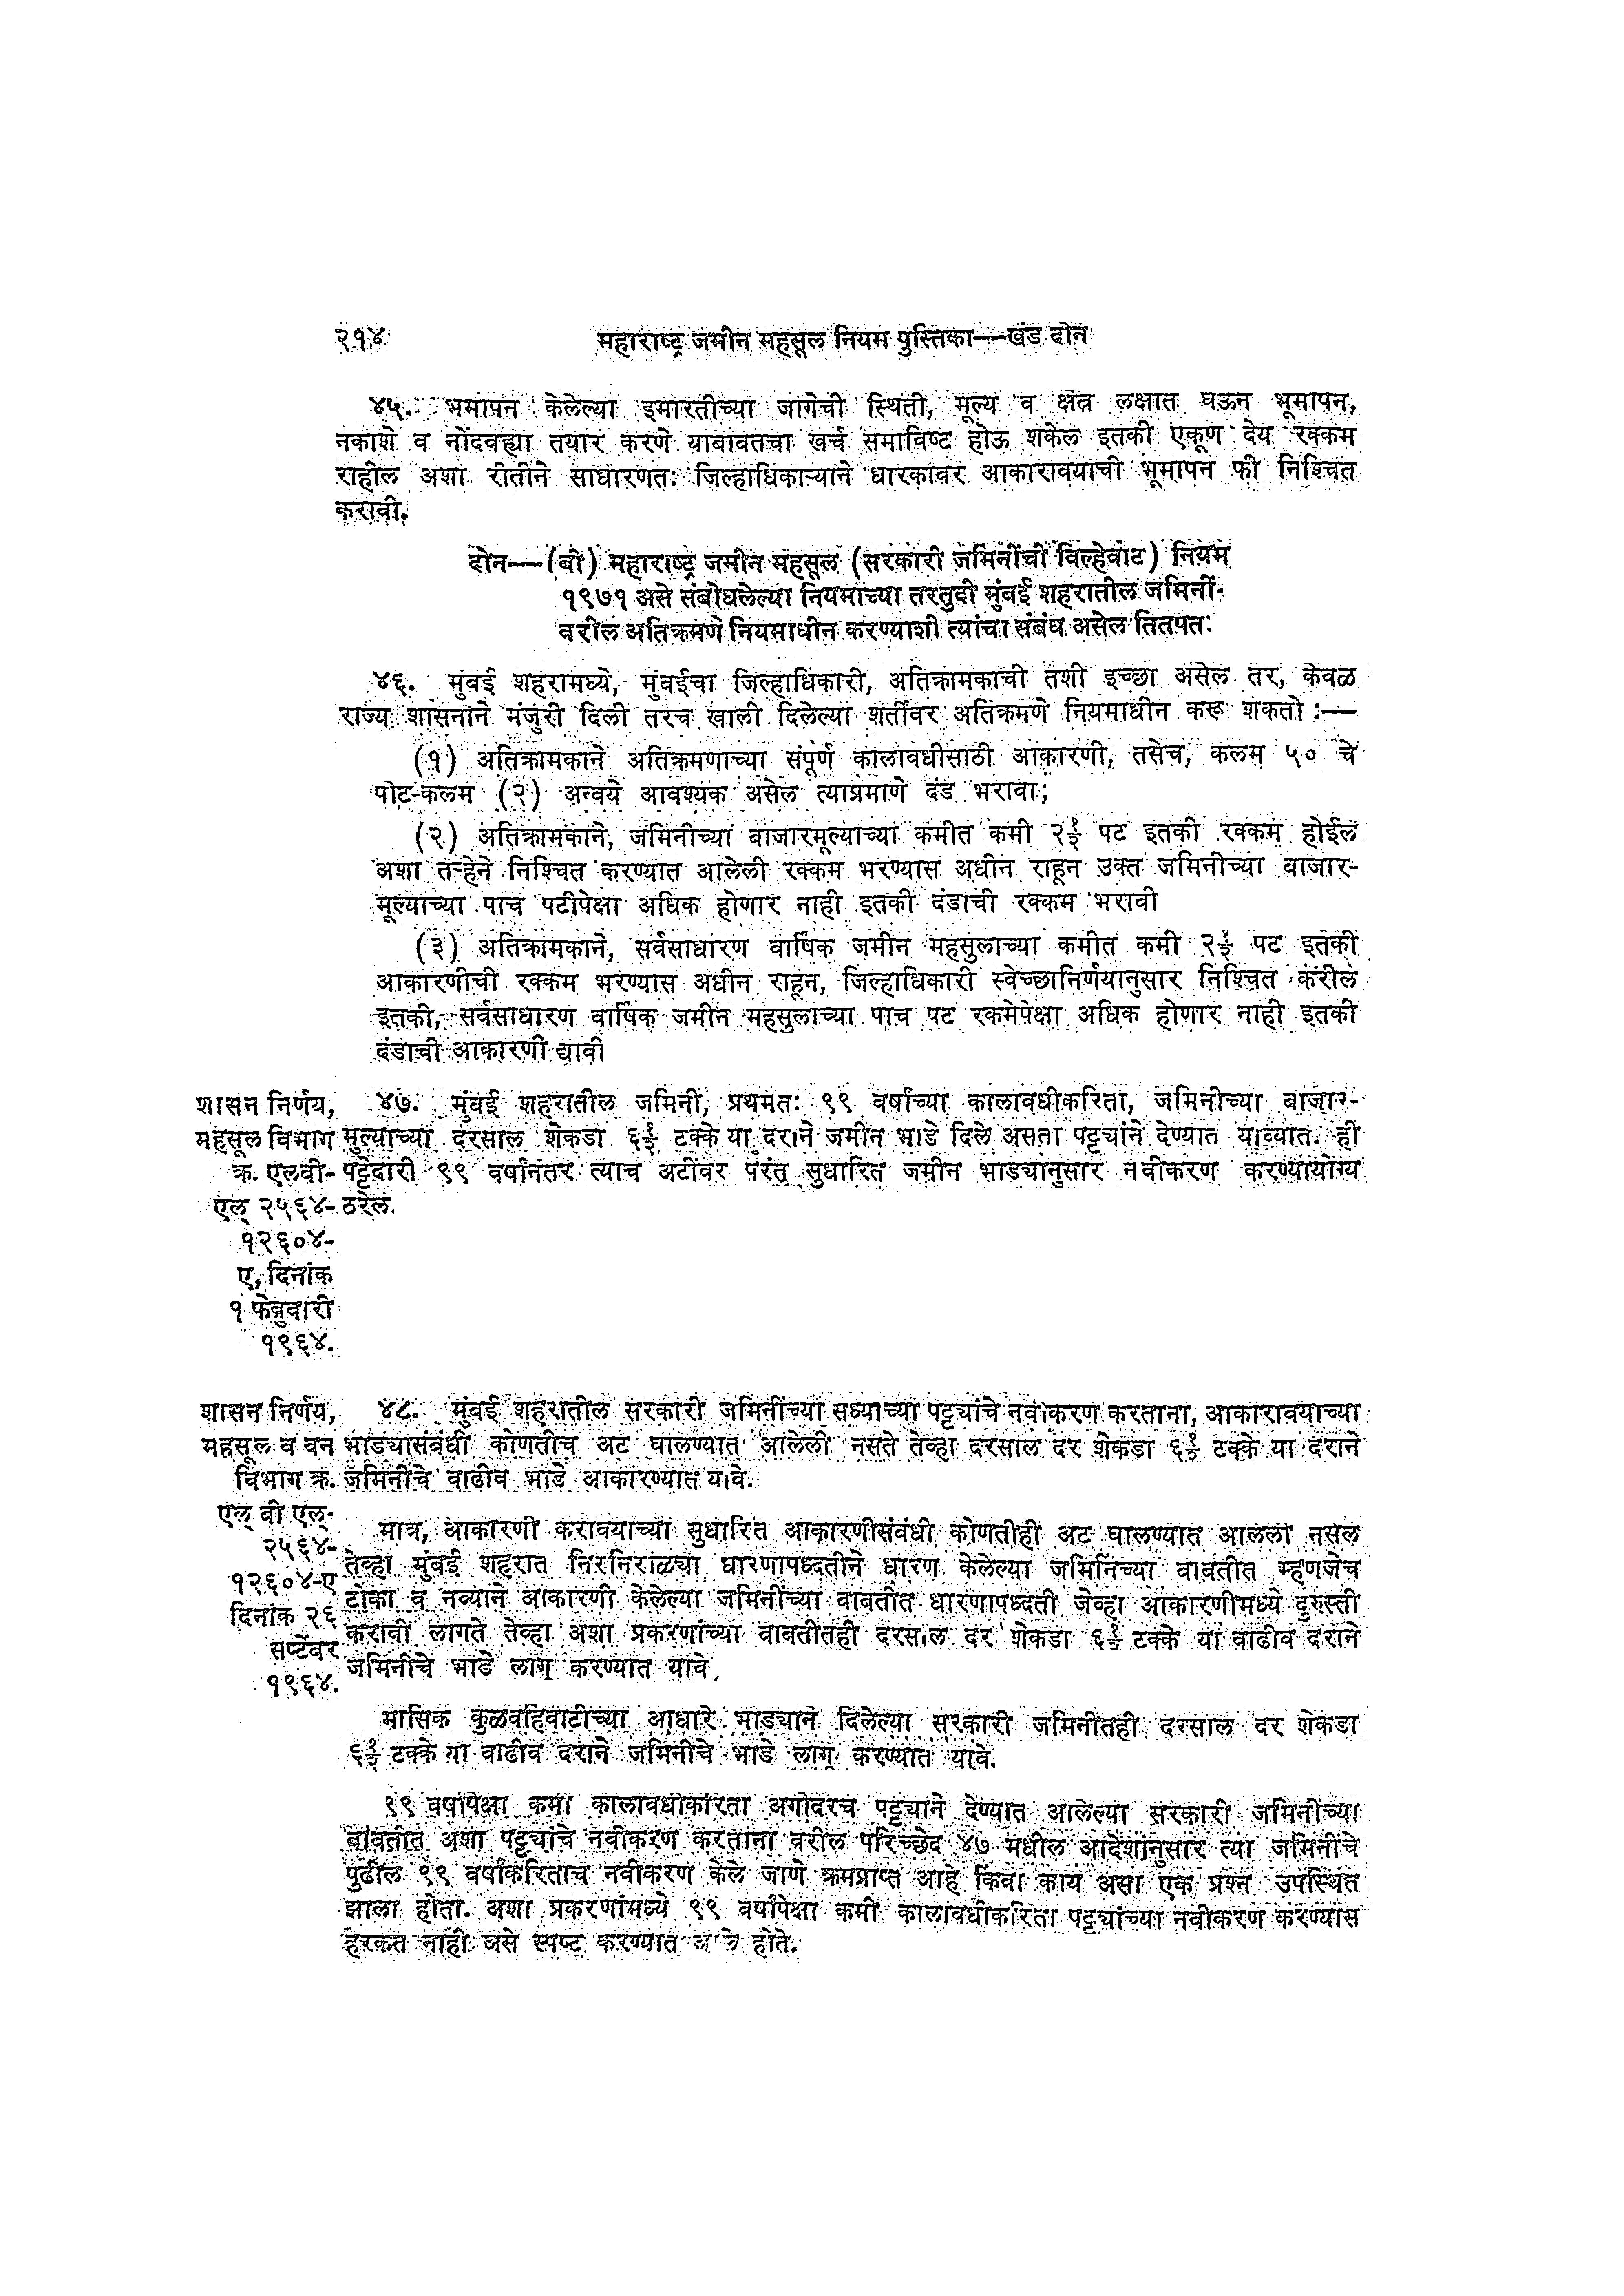 २१४
महाराष्ट्र जमीन महसूल नियम पुस्तिका--खंड दोन
४५. भमापन केलेल्या इमारतीच्या जागेची स्थिती, मूल्य व क्षेत्र लक्षात घेऊन भूमापन,
नकाशे व नोंदवह्या तयार करणे याबाबतचा खर्च समाविष्ट होऊ शकेल इतकी एकूण देय रक्कम
राहील अशा रीतीने साधारणतः जिल्हाधिकाऱ्याने धारकावर आकारावयाची भूमापन फी निश्चित
करावी.
दोन--(बी) महाराष्ट्र जमीन महसूल (सरकारी जमिनींची विल्हेवाट) नियम
१९७१ असे संबोधलेल्या नियमाच्या तरतुदी मुंबई शहरातील जमिनीं-
वरील अतिक्रमणे नियमाधीन करण्याशी त्यांचा संबंध असेल तितपतः
४६. मुंबई शहरामध्ये, मुंबईचा जिल्हाधिकारी, अतिक्रामकाची तशी इच्छा असेल तर, केवळ
राज्य शासनाने मंजुरी दिली तरच खाली दिलेल्या शर्तीवर अतिक्रमणे नियमाधीन करू शकतो :--
(१) अतिक्रामकाने अतिक्रमणाच्या संपूर्ण कालावधीसाठी आकारणी, तसेच, कलम ५० चे
पोट-कलम (२) अन्वये आवश्यक असेल त्याप्रमाणे दंड भरावा;
(२) अतिक्रामकाने, जमिनीच्या बाजारमूल्याच्या कमीत कमी २१/२ पट इतकी रक्कम होईल
अशा तऱ्हेने निश्चित करण्यात आलेली रक्कम भरण्यास अधीन राहून उक्त जमिनीच्या बाजार-
मूल्याच्या पाच पटीपेक्षा अधिक होणार नाही इतकी दंडाची रक्कम भरावी
(३) अतिक्रामकाने, सर्वसाधारण वार्षिक जमीन महसुलाच्या कमीत कमी २१/२ पट इतकी
आकारणीची रक्कम भरण्यास अधीन राहून, जिल्हाधिकारी स्वेच्छानिर्णयानुसार निश्चित करील
इतकी, सर्वसाधारण वार्षिक जमीन महसुलाच्या पाच पट रकमेपेक्षा अधिक होणार नाही इतकी
दंडाची आकारणी द्यावी
शासन निर्णय,
महसूल विभाग
क्र. एलवी-
एल् २५६४-
१२६०४-
ए, दिनांक
१ फेब्रुवारी
१९६४.
४७. मुंबई शहरातील जमिनी, प्रथमतः ९९ वर्षांच्या कालावधीकरिता, जमिनीच्या बाजार-
मुल्याच्या दरसाल शेकडा ६१/२ टक्के या दराने जमीन भाडे दिले असता पट्ट्याने देण्यात याव्यात. ही
पट्टेदारी ९९ वर्षांनंतर त्याच अटींवर परंतु सुधारित जमीन भाड्यानुसार नवीकरण करण्यायोग्य
ठरेल.
शासन निर्णय,
महसूल व वन
विभाग क्र.
एल् वी एल्-
२५६४-
१२६०४-ए
दिनांक २६
सप्टेंबर
१९६४.
४८. मुंबई शहरातील सरकारी जमिनींच्या सध्याच्या पट्ट्यांचे नवीकरण करताना, आकारावयाच्या
भाड्यासंबंधी कोणतीच अट घालण्यात आलेली नसते तेव्हा दरसाल दर शेकडा ६१/२ टक्के या दराने
जमिनींचे वाढीव भाडे आकारण्यात यावे.
मात्र, आकारणी करावयाच्या सुधारित आकारणीसंबंधी कोणतीही अट घालण्यात आलेली नसेल
तेव्हा मुंबई शहरात निरनिराळ्या धारणापध्दतीने धारण केलेल्या जमिनिच्या बाबतीत म्हणजेच
टोका व नव्याने आकारणी केलेल्या जमिनींच्या बाबतीत धारणापध्दती जेव्हा आकारणीमध्ये दुरुस्ती
करावी लागते तेव्हा अशा प्रकरणांच्या बाबतीतही दरसाल दर शेकडा ६१/२ टक्के या वाढीव दराने
जमिनीचे भाडे लागू करण्यात यावे.
मासिक कुळवहिवाटीच्या आधारे भाड्याने दिलेल्या सरकारी जमिनीतही दरसाल दर शेकडा
६१/२ टक्के या वाढीव दराने जमिनीचे भाडे लागू करण्यात यावे.
९९ वर्षांपेक्षा कमी कालावधीकरिता अगोदरच पट्ट्याने देण्यात आलेल्या सरकारी जमिनींच्या
बाबतीत अशा पट्ट्यांचे नवीकरण करताना वरील परिच्छेद ४७ मधील आदेशांनुसार त्या जमिनींचे
पुढील ९९ वर्षांकरिताच नवीकरण केले जाणे क्रमप्राप्त आहे किंवा काय असा एक प्रश्न उपस्थित
झाला होता. अशा प्रकरणांमध्ये ९९ वर्षांपेक्षा कमी कालावधीकरिता पट्ट्यांच्या नवीकरण करण्यास
हरकत नाही असे स्पष्ट करण्यात होते.